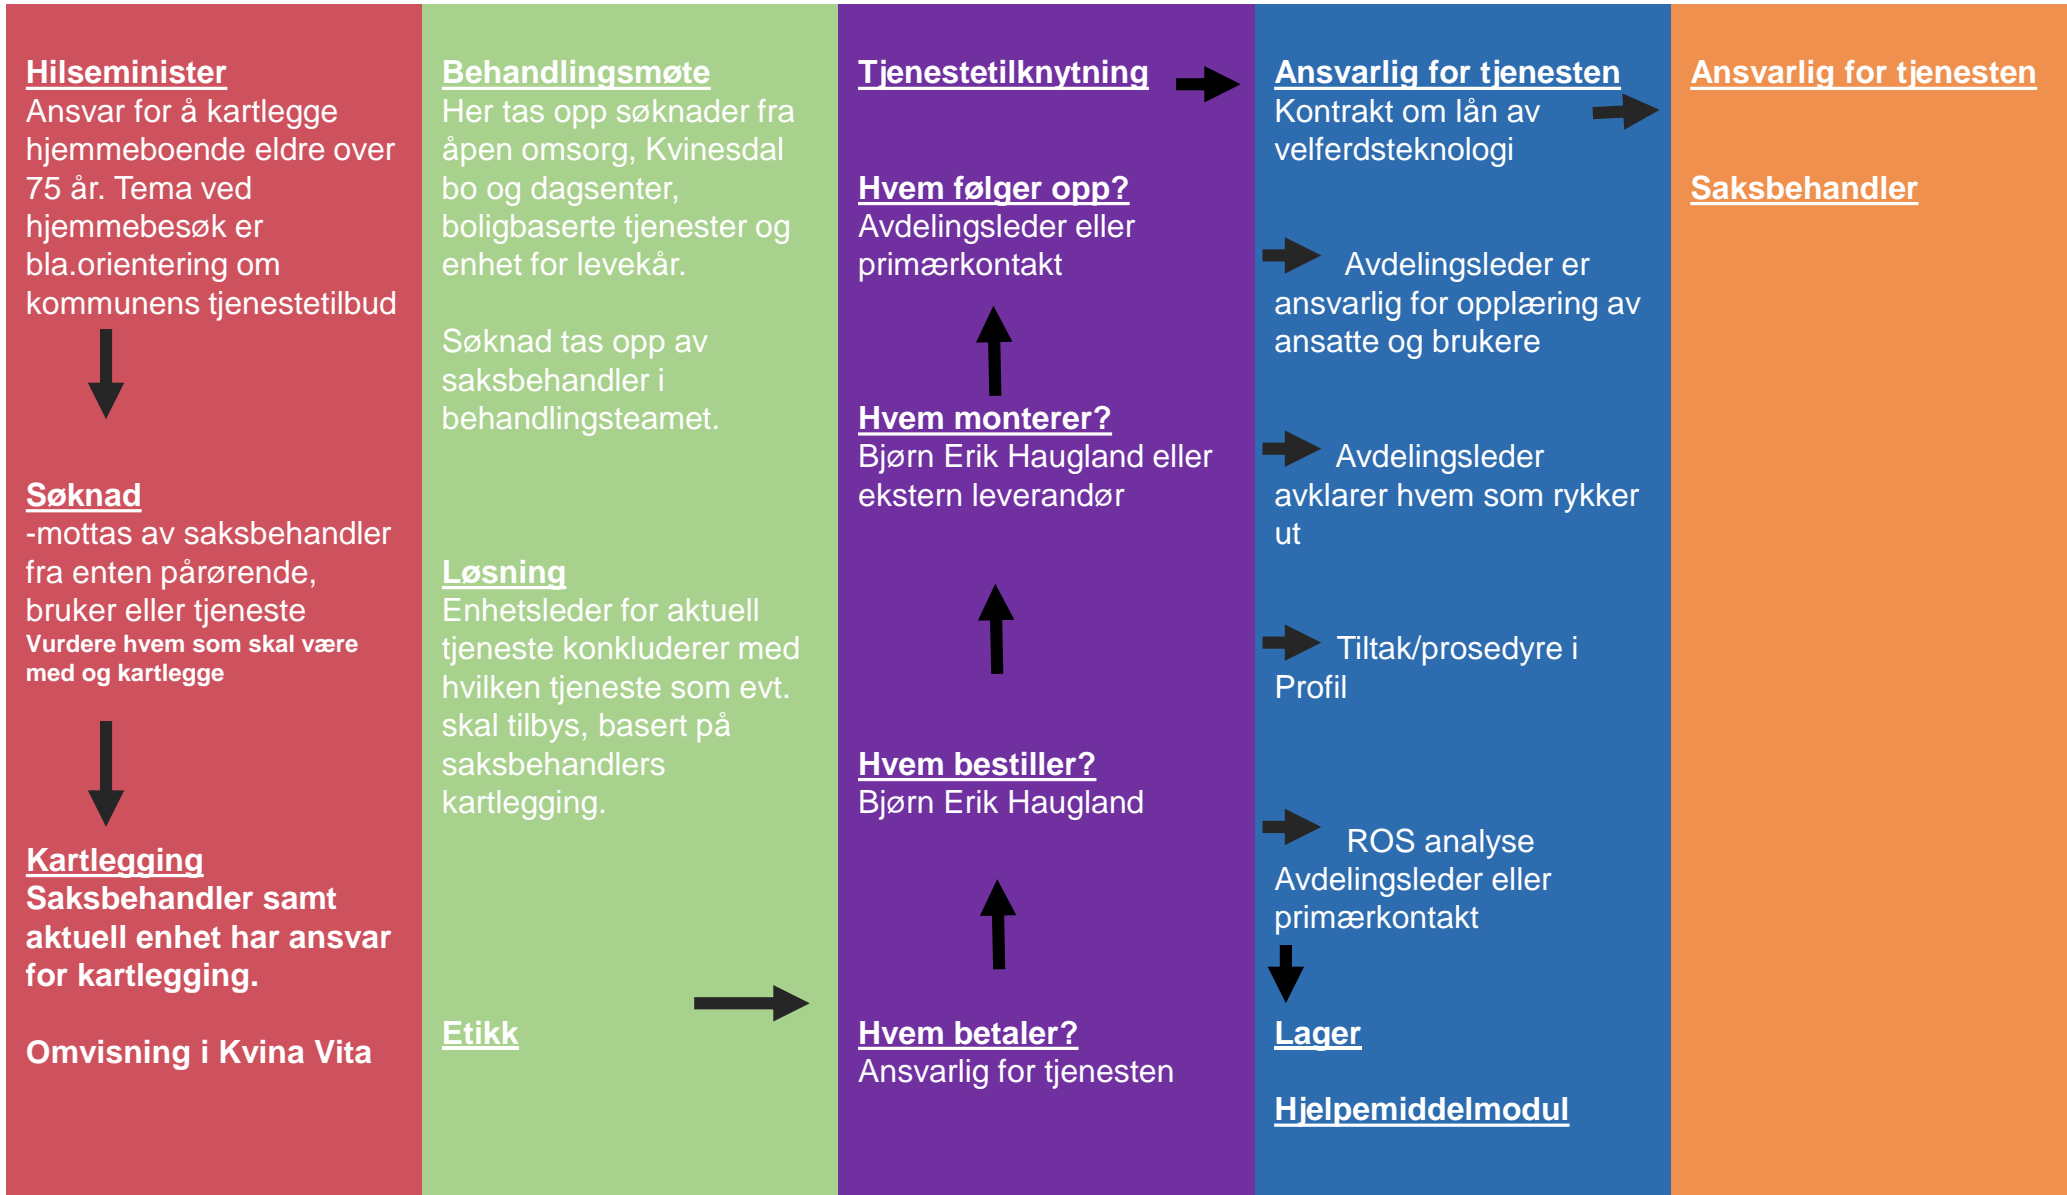 Hilseminister
Ansvar for å kartlegge
hjemmeboende eldre over
75 år. Tema ved
hjemmebesøk er
bla.orientering om
kommunens tjenestetilbud
Søknad
-mottas av saksbehandler
fra enten pårørende,
bruker eller tjeneste
Vurdere hvem som skal være
med og kartlegge
Kartlegging
Saksbehandler samt
aktuell enhet har ansvar
for kartlegging.
Omvisning i Kvina Vita
Behandlingsmøte
Her tas opp søknader fra
åpen omsorg, Kvinesdal
bo og dagsenter,
boligbaserte tjenester og
enhet for levekår.
Søknad tas opp av
saksbehandler i
behandlingsteamet.
Løsning
Enhetsleder for aktuell
tjeneste konkluderer med
hvilken tjeneste som evt.
skal tilbys, basert på
saksbehandlers
kartlegging.
Etikk
Tjenestetilknytning
Hvem følger opp?
Avdelingsleder eller
primærkontakt
Hvem monterer?
Bjørn Erik Haugland eller
ekstern leverandør
Hvem bestiller?
Bjørn Erik Haugland
Hvem betaler?
Ansvarlig for tjenesten
Ansvarlig for tjenesten
Kontrakt om lån av
velferdsteknologi
Avdelingsleder er
ansvarlig for opplæring av
ansatte og brukere
Avdelingsleder
avklarer hvem som rykker
ut
Tiltak/prosedyre i
Profil
ROS analyse
Avdelingsleder eller
primærkontakt
Lager
Hjelpemiddelmodul
Ansvarlig for tjenesten
Saksbehandler